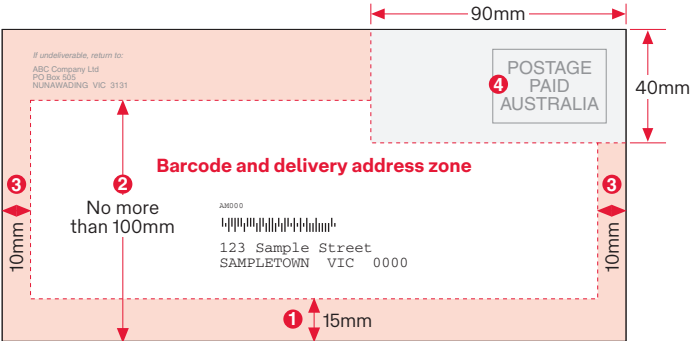 90mm
If undeliverable, return to:
ABC Company Ltd
PO Box 505
NUNAWADING VIC 3131
4
POSTAGE
PAID
AUSTRALIA
40mm
Barcode and delivery address zone
3
10mm
2
No more
than 100mm
AM000
123 Sample Street
SAMPLETOWN VIC 0000
3
10mm
1
15mm